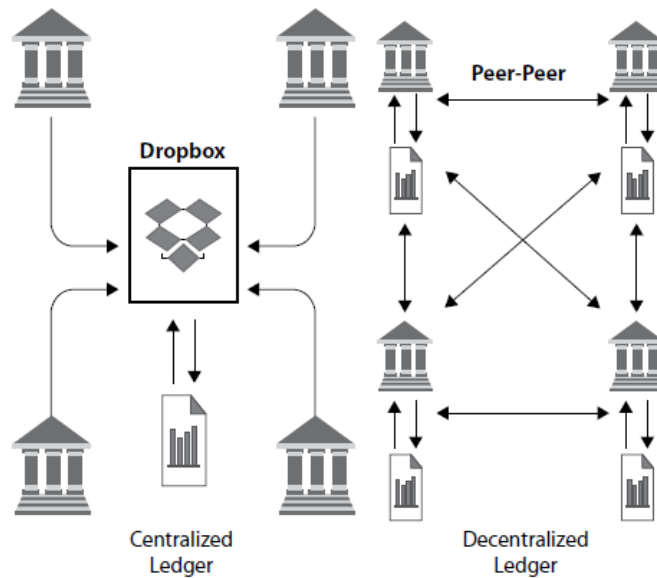 Peer-Peer
Dropbox
Centralized
Ledger
Decentralized
Ledger